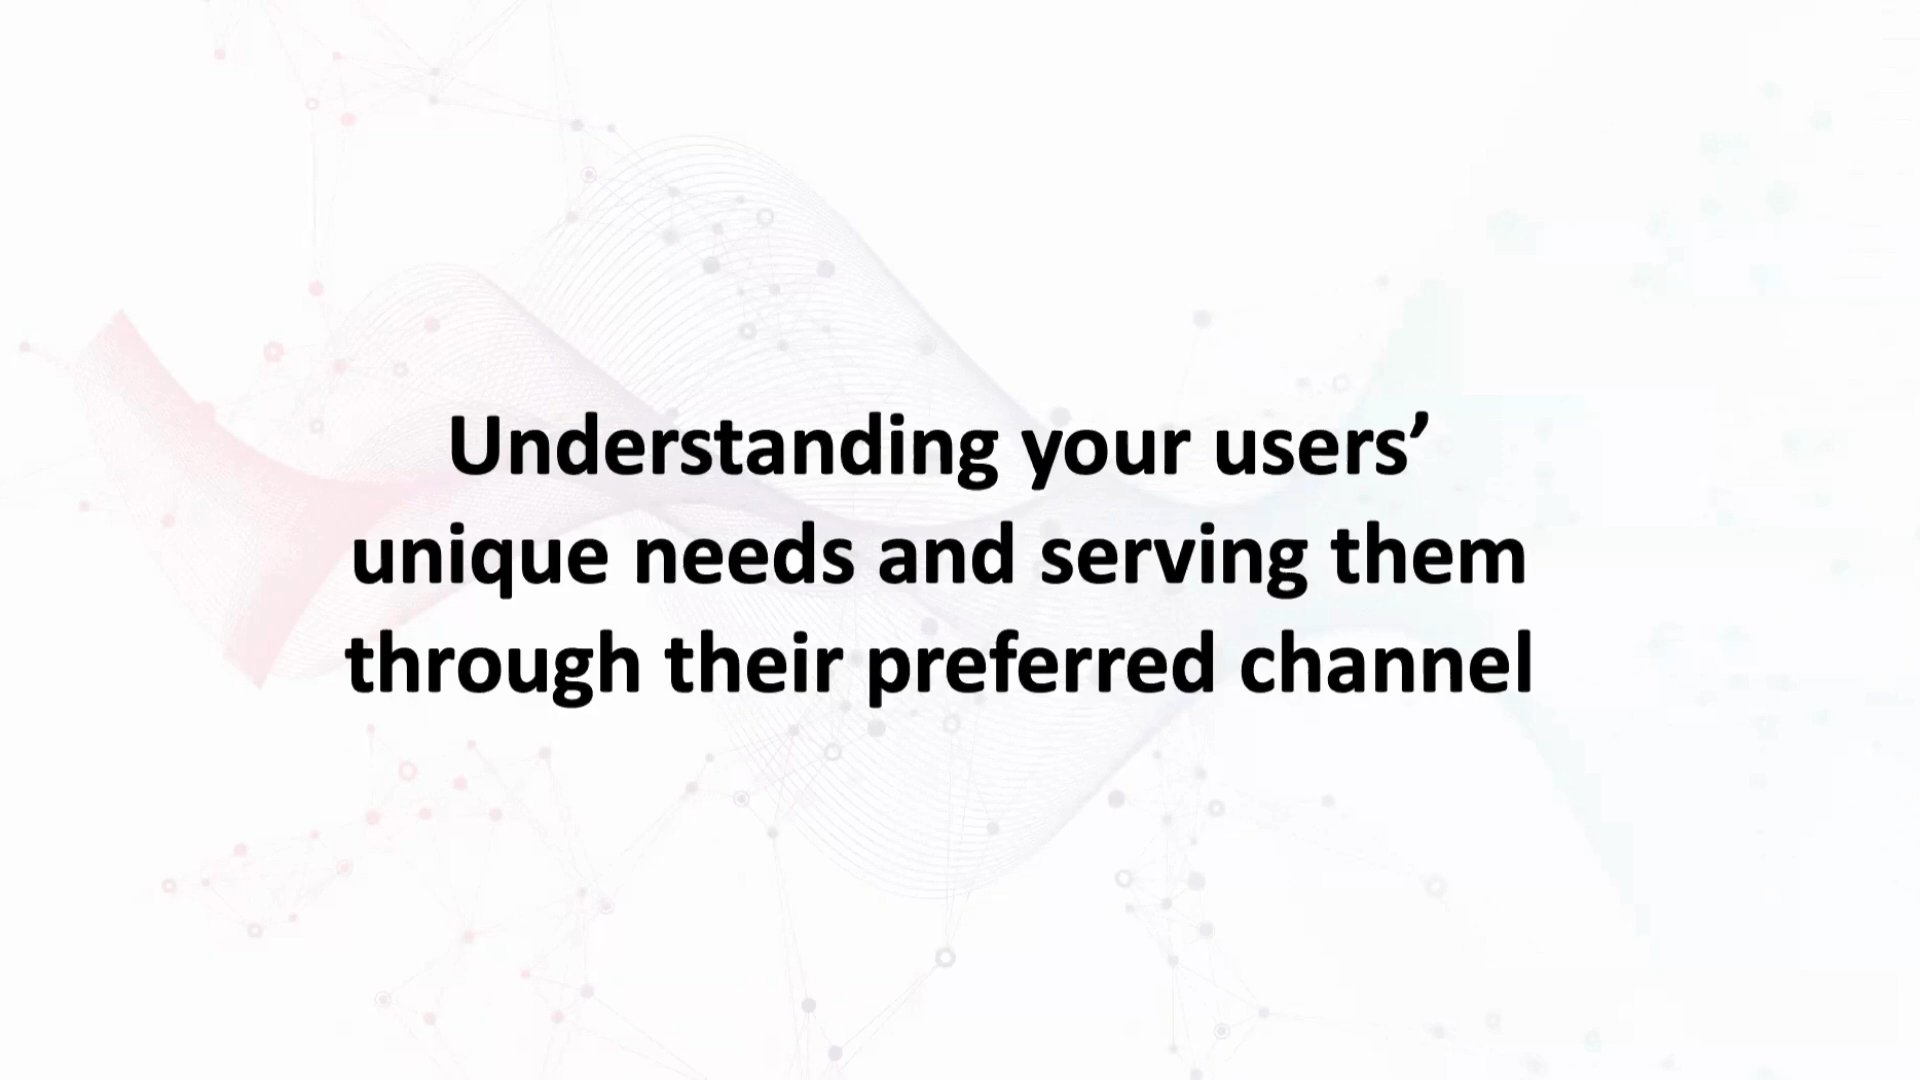 Understanding your users’
unique needs and serving them
through their preferred channel